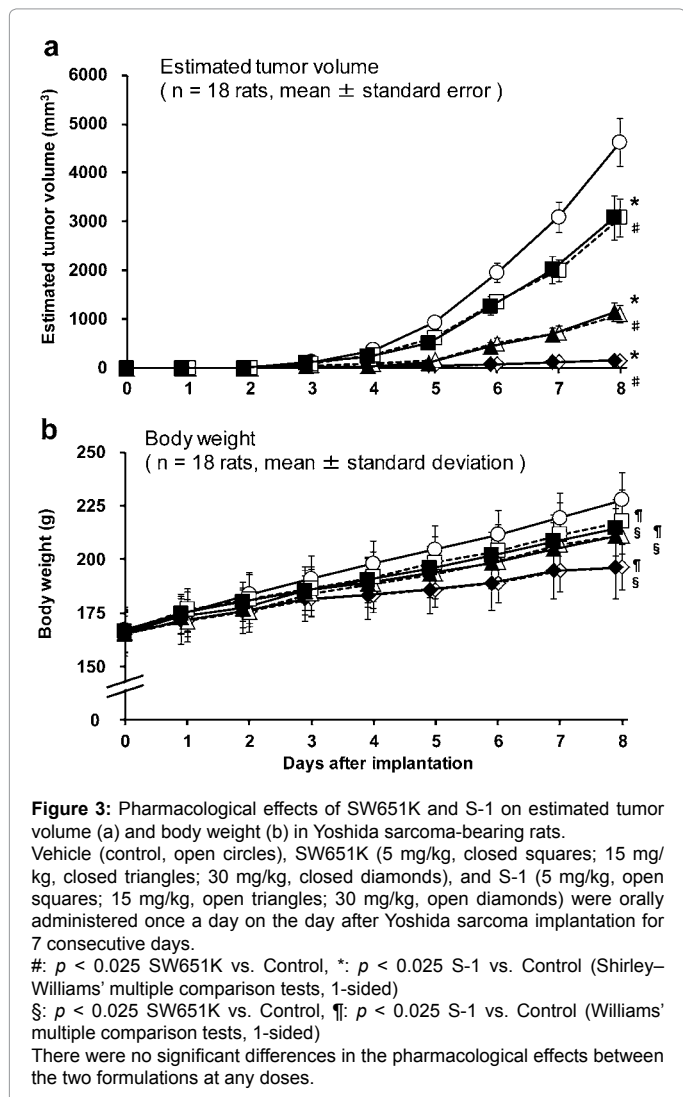 a
Estimated tumor volume
( n = 18 rats, mean ± standard error )
Estimated tumor volume (mm³)
6000
5000
4000
3000
2000
1000
0
0 1 2 3 4 5 6 7 8
*
#
*
#
*
#
b
Body weight
( n = 18 rats, mean ± standard deviation )
Body weight (g)
250
225
200
175
150
0
¶
§ ¶
§
¶
§
0 1 2 3 4 5 6 7 8
Days after implantation
Figure 3: Pharmacological effects of SW651K and S-1 on estimated tumor
volume (a) and body weight (b) in Yoshida sarcoma-bearing rats.
Vehicle (control, open circles), SW651K (5 mg/kg, closed squares; 15 mg/
kg, closed triangles; 30 mg/kg, closed diamonds), and S-1 (5 mg/kg, open
squares; 15 mg/kg, open triangles; 30 mg/kg, open diamonds) were orally
administered once a day on the day after Yoshida sarcoma implantation for
7 consecutive days.
#: p < 0.025 SW651K vs. Control, *: p < 0.025 S-1 vs. Control (Shirley–
Williams’ multiple comparison tests, 1-sided)
§: p < 0.025 SW651K vs. Control, ¶: p < 0.025 S-1 vs. Control (Williams’
multiple comparison tests, 1-sided)
There were no significant differences in the pharmacological effects between
the two formulations at any doses.